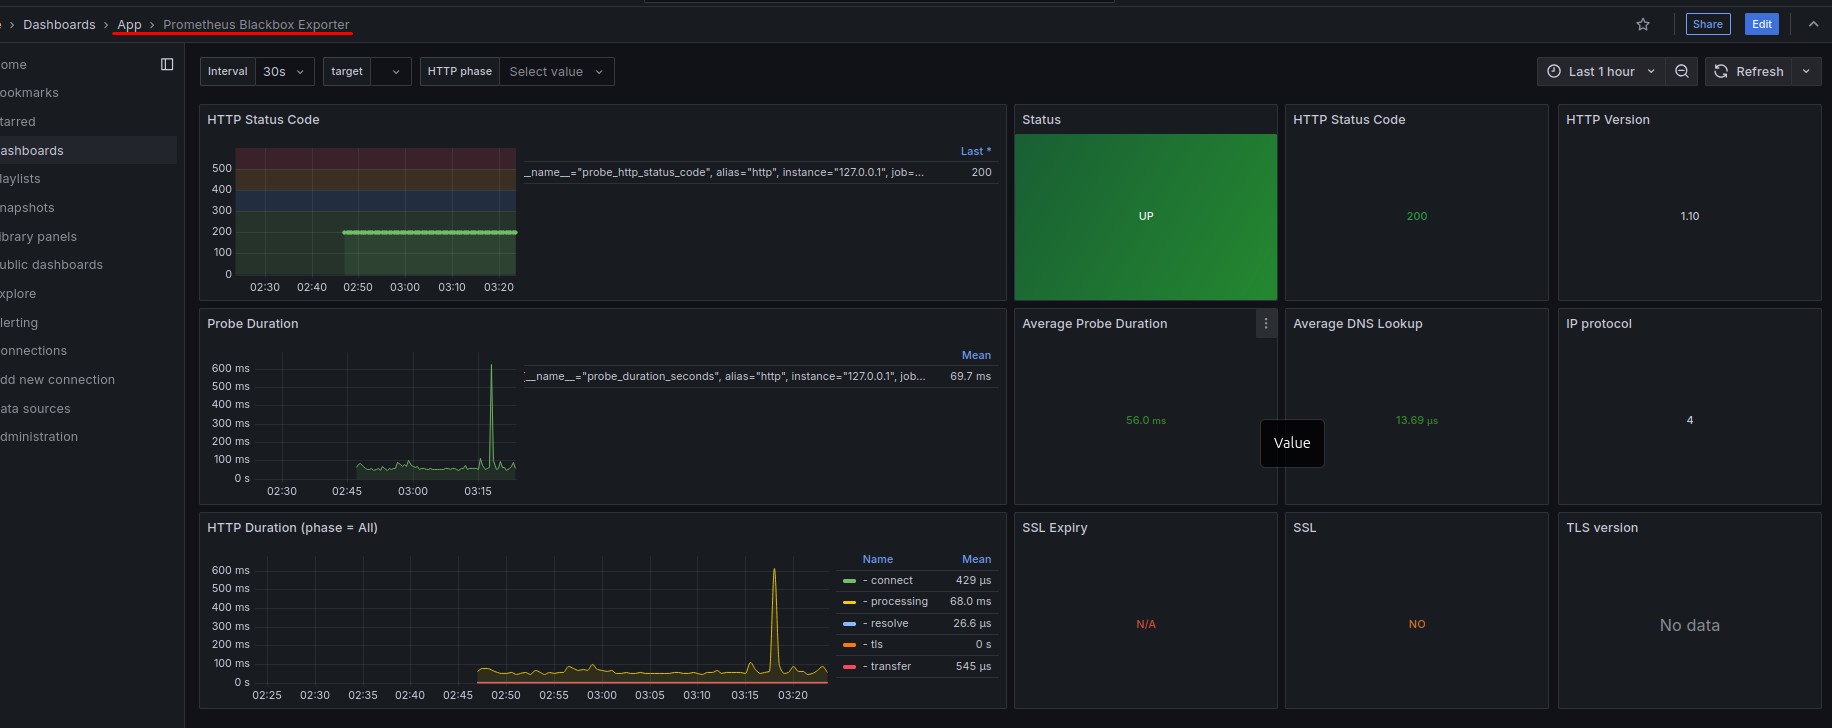 e › Dashboards › App › Prometheus Blackbox Exporter
Share
Edit
ome
ookmarks
tarred
ashboards
laylists
napshots
ibrary panels
ublic dashboards
xplore
lerting
onnections
dd new connection
ata sources
dministration
Interval 30s target HTTP phase Select value
Last 1 hour Refresh
HTTP Status Code
500
400
300
200
100
0
02:30 02:40 02:50 03:00 03:10 03:20
Last *
__name__="probe_http_status_code", alias="http", instance="127.0.0.1", job=... 200
Status
UP
HTTP Status Code
200
HTTP Version
1.10
Probe Duration
600 ms
500 ms
400 ms
300 ms
200 ms
100 ms
0 s
02:30 02:45 03:00 03:15
Mean
__name__="probe_duration_seconds", alias="http", instance="127.0.0.1", job... 69.7 ms
Average Probe Duration
56.0 ms
Average DNS Lookup
13.69 µs
Value
IP protocol
4
HTTP Duration (phase = All)
600 ms
500 ms
400 ms
300 ms
200 ms
100 ms
0 s
02:25 02:30 02:35 02:40 02:45 02:50 02:55 03:00 03:05 03:10 03:15 03:20
Name Mean
- connect 429 µs
- processing 68.0 ms
- resolve 26.6 µs
- tls 0 s
- transfer 545 µs
SSL Expiry
N/A
SSL
NO
TLS version
No data